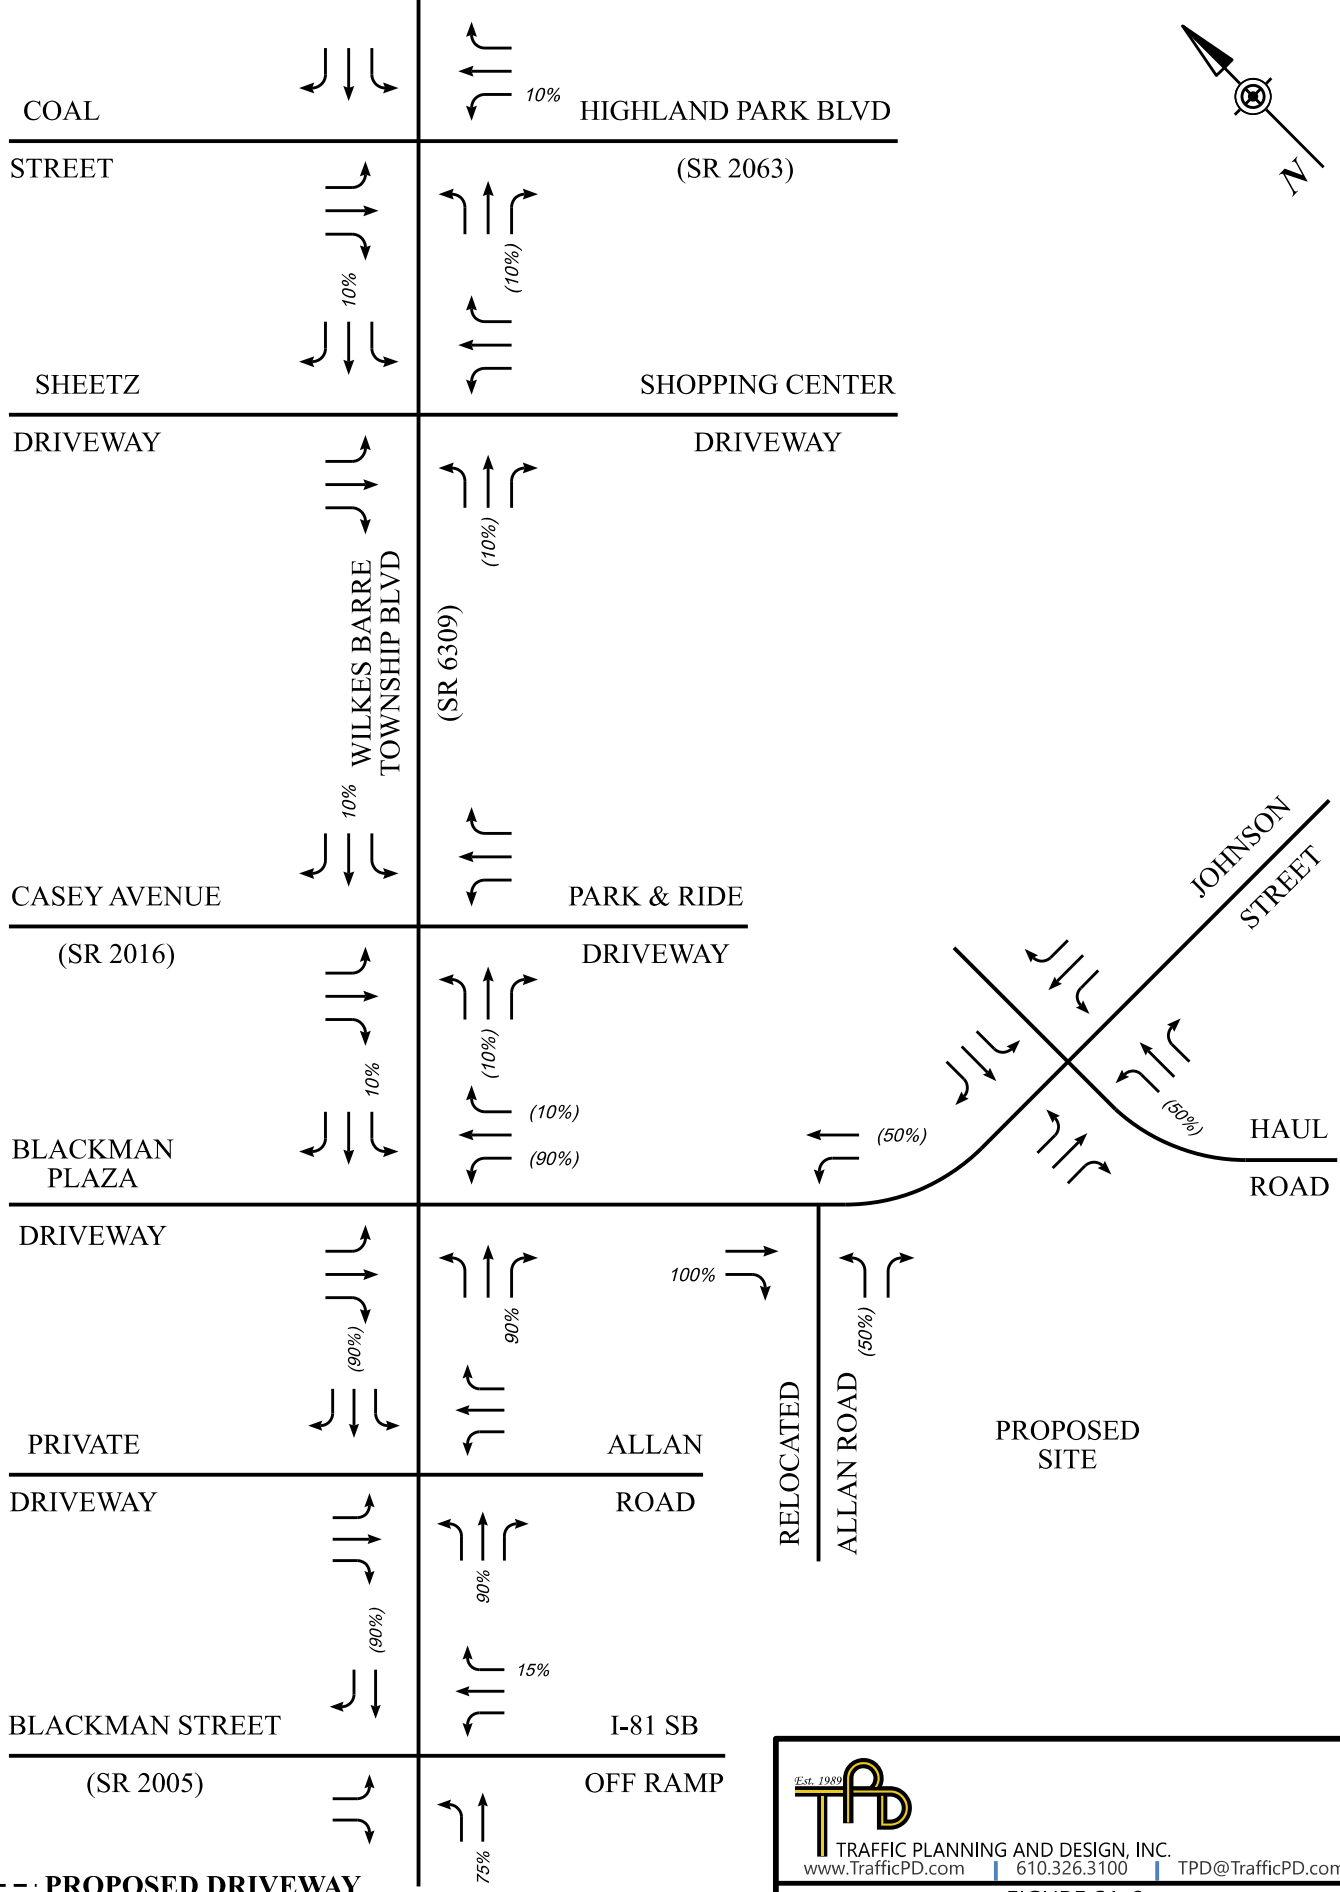 10%
COAL
HIGHLAND PARK BLVD
STREET
(SR 2063)
N
(10%)
10%
SHEETZ
SHOPPING CENTER
DRIVEWAY
DRIVEWAY
(10%)
WILKES BARRE
TOWNSHIP BLVD
(SR 6309)
10%
JOHNSON
STREET
CASEY AVENUE
PARK & RIDE
(SR 2016)
DRIVEWAY
(10%)
10%
(10%)
(90%)
(50%)
(50%)
BLACKMAN
PLAZA
HAUL
ROAD
DRIVEWAY
100%
90%
(50%)
(90%)
RELOCATED
ALLAN ROAD
PROPOSED
SITE
PRIVATE
ALLAN
DRIVEWAY
ROAD
90%
(90%)
15%
BLACKMAN STREET
I-81 SB
(SR 2005)
OFF RAMP
75%
Est. 1989
TPD
TRAFFIC PLANNING AND DESIGN, INC.
www.TrafficPD.com | 610.326.3100 | TPD@TrafficPD.com
PROPOSED DRIVEWAY